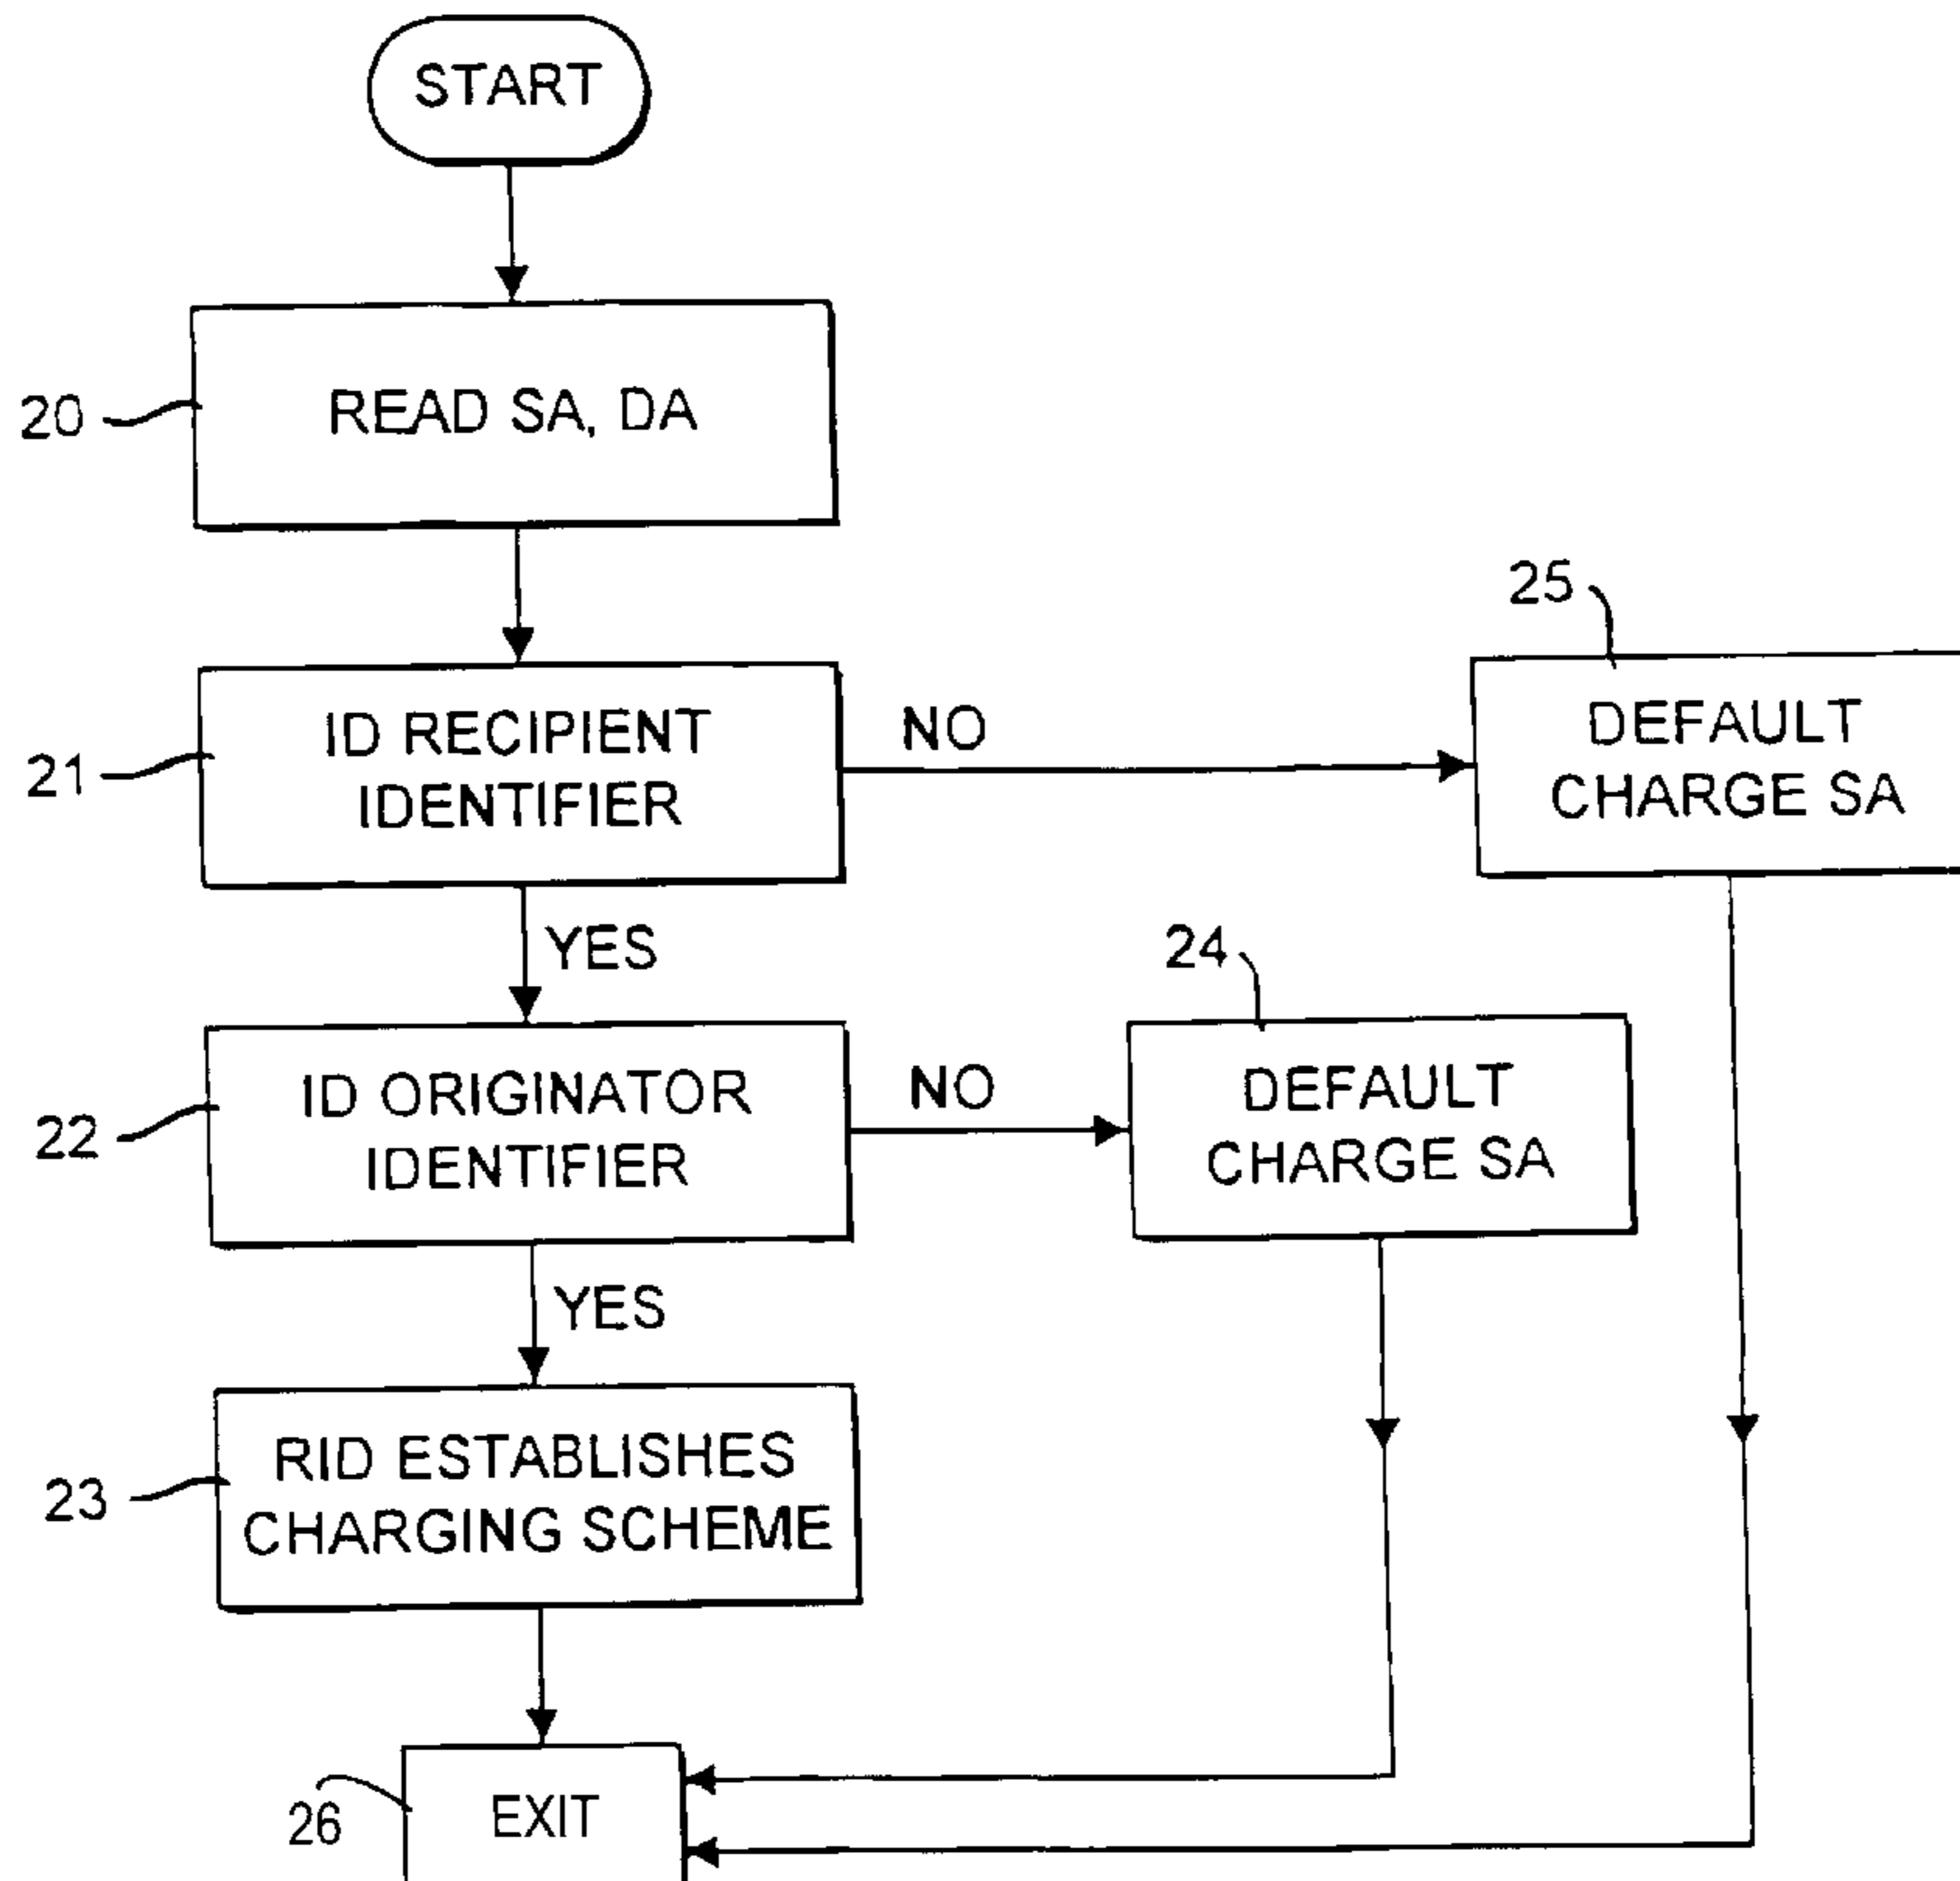 START
20
READ SA, DA
25
21
ID RECIPIENT
IDENTIFIER
NO
DEFAULT
CHARGE SA
YES
24
22
ID ORIGINATOR
IDENTIFIER
NO
DEFAULT
CHARGE SA
YES
23
RID ESTABLISHES
CHARGING SCHEME
26
EXIT